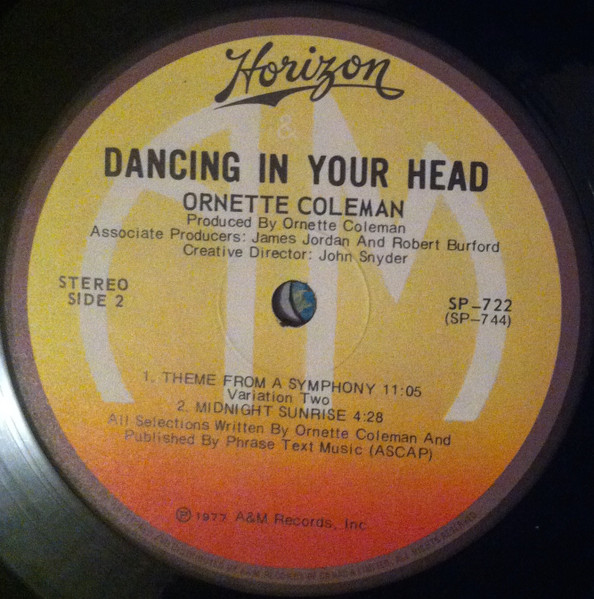 Horizon
&
DANCING IN YOUR HEAD
ORNETTE COLEMAN
Produced By Ornette Coleman
Associate Producers: James Jordan And Robert Burford
Creative Director: John Snyder
STEREO
SIDE 2
SP-722
(SP-744)
1. THEME FROM A SYMPHONY 11:05
Variation Two
2. MIDNIGHT SUNRISE 4:28
All Selections Written By Ornette Coleman And
Published By Phrase Text Music (ASCAP)
Ⓟ 1977 A&M Records, Inc.